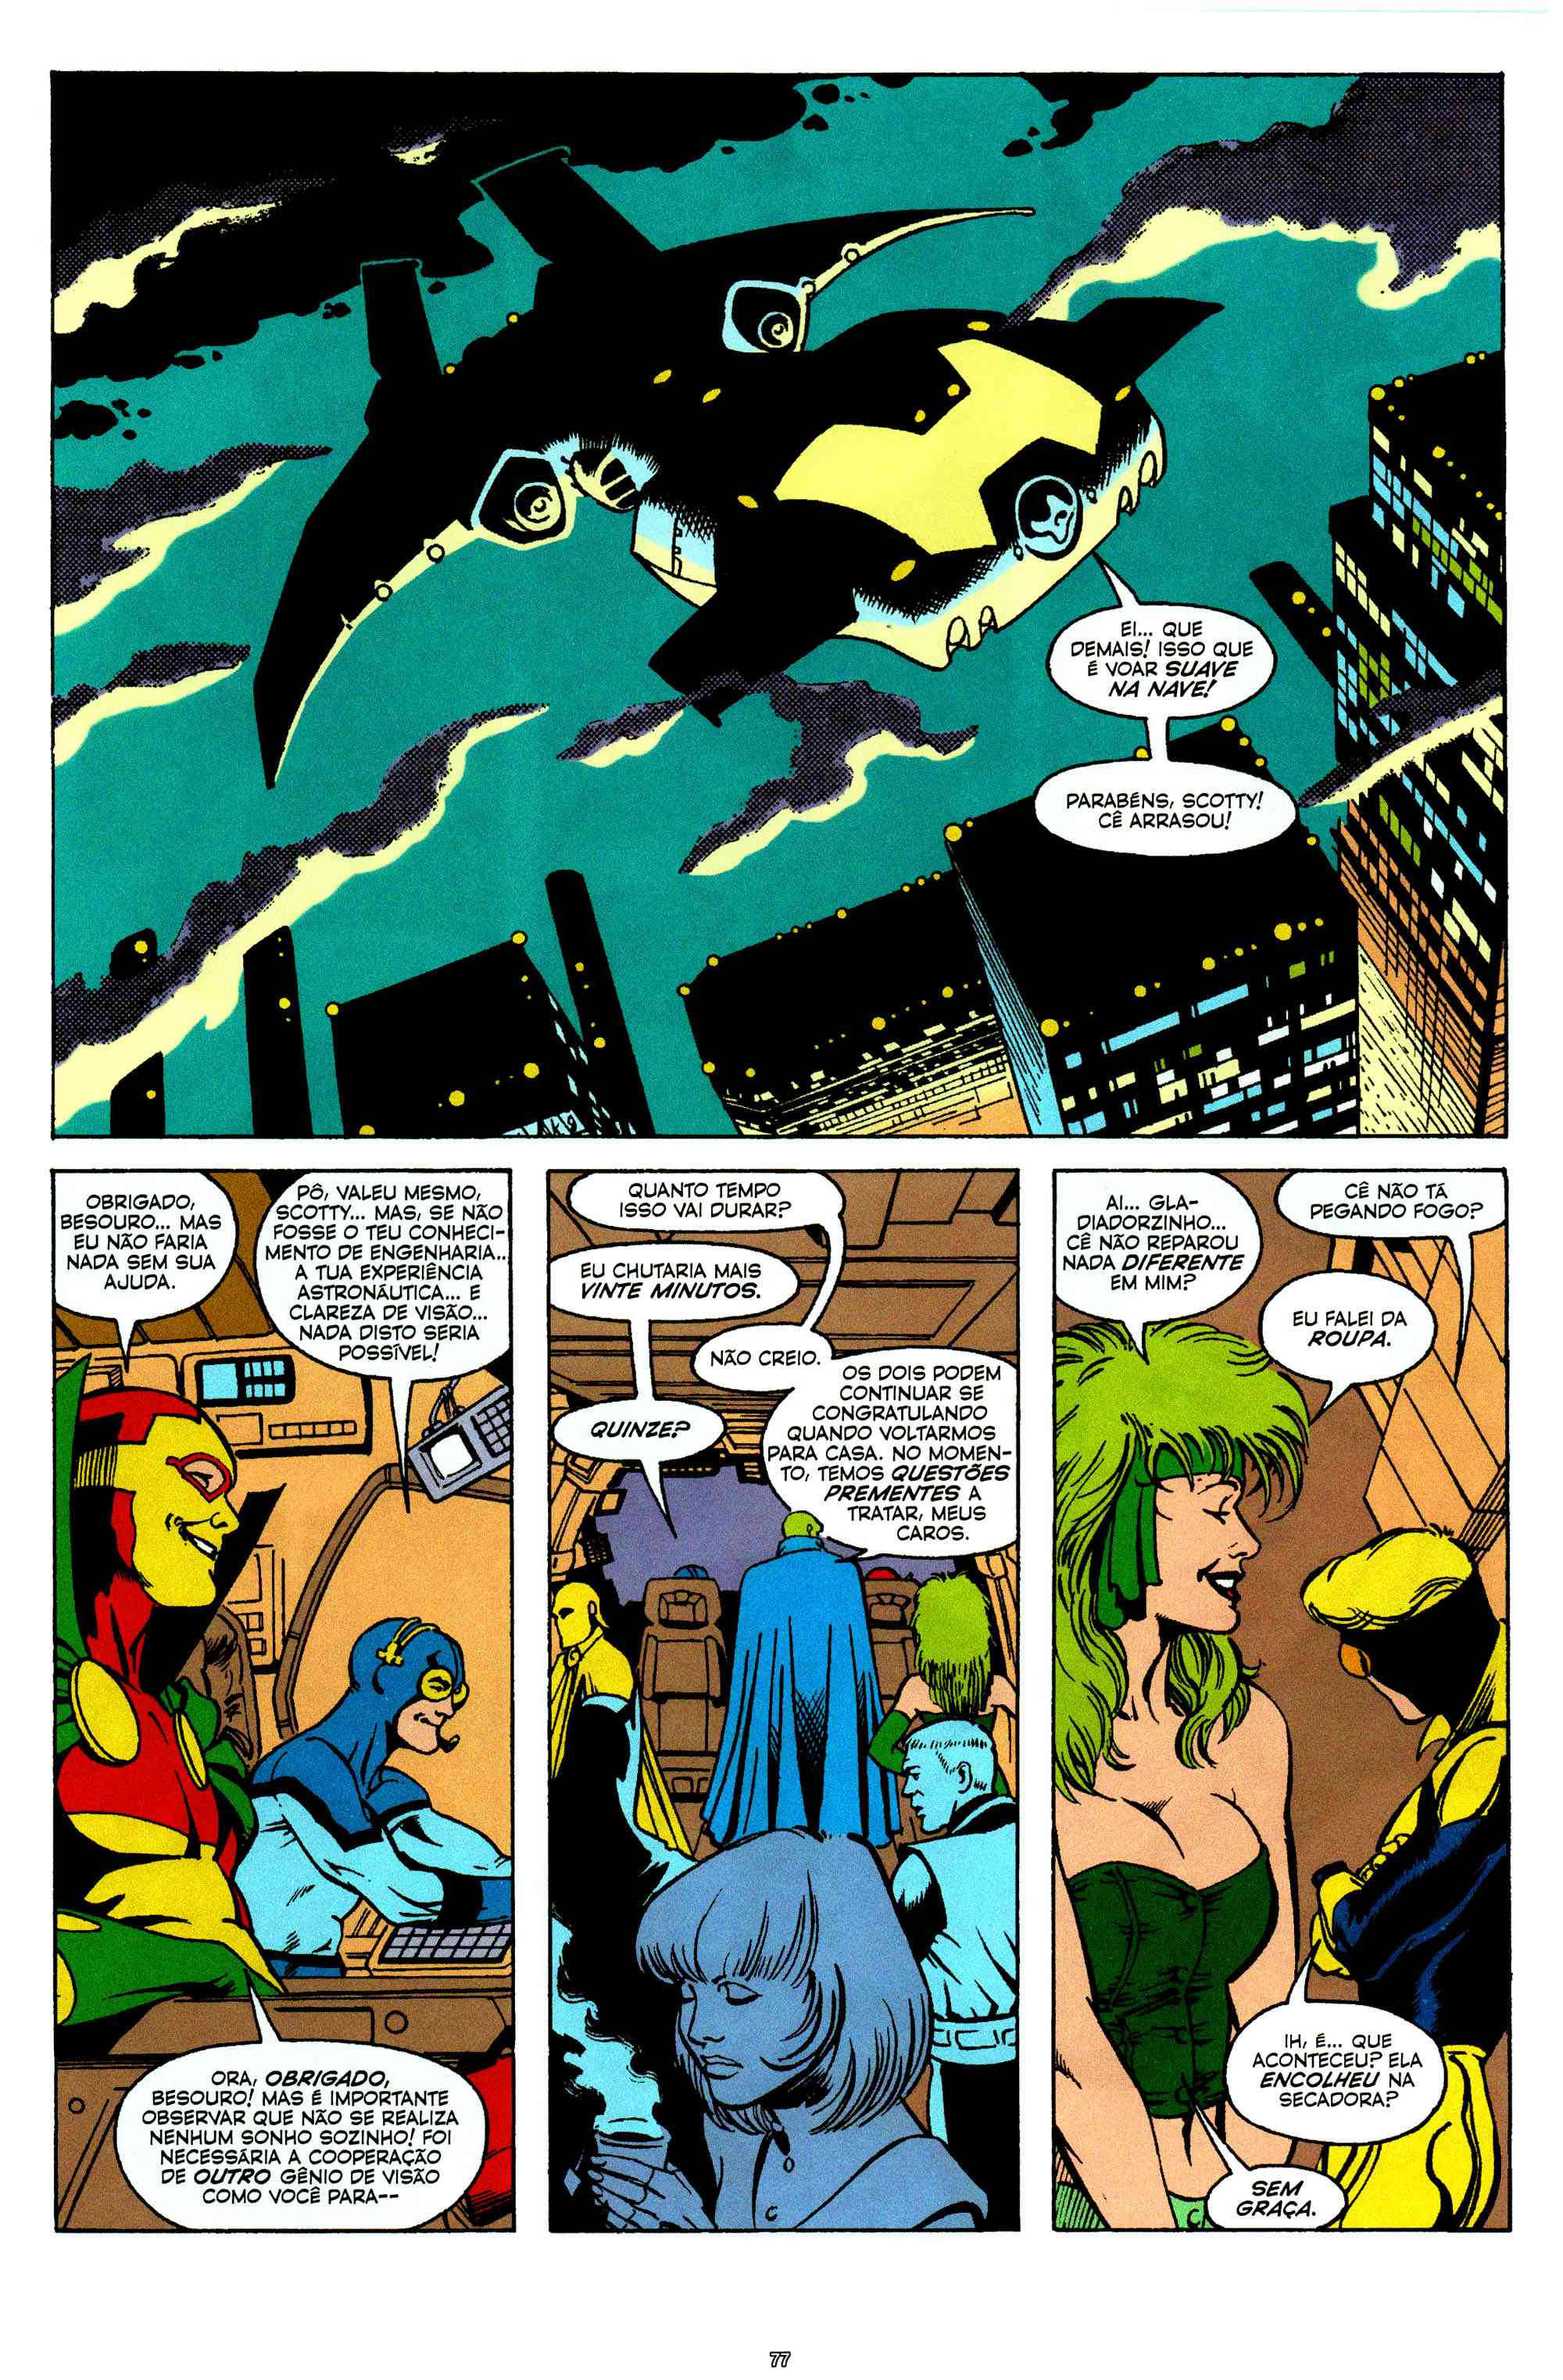 EI... QUE
DEMAIS! ISSO QUE
É VOAR SUAVE
NA NAVE!
PARABÉNS, SCOTTY!
CÊ ARRASOU!
OBRIGADO,
BESOURO... MAS
EU NÃO FARIA
NADA SEM SUA
AJUDA.
PÔ, VALEU MESMO,
SCOTTY... MAS, SE NÃO
FOSSE O TEU CONHECI-
MENTO DE ENGENHARIA...
A TUA EXPERIÊNCIA
ASTRONÁUTICA... E
CLAREZA DE VISÃO...
NADA DISTO SERIA
POSSÍVEL!
ORA, OBRIGADO,
BESOURO! MAS É IMPORTANTE
OBSERVAR QUE NÃO SE REALIZA
NENHUM SONHO SOZINHO! FOI
NECESSÁRIA A COOPERAÇÃO
DE OUTRO GÊNIO DE VISÃO
COMO VOCÊ PARA--
QUANTO TEMPO
ISSO VAI DURAR?
EU CHUTARIA MAIS
VINTE MINUTOS.
NÃO CREIO.
QUINZE?
OS DOIS PODEM
CONTINUAR SE
CONGRATULANDO
QUANDO VOLTARMOS
PARA CASA. NO MOMEN-
TO, TEMOS QUESTÕES
PREMENTES A
TRATAR, MEUS
CAROS.
AI... GLA-
DIADORZINHO...
CÊ NÃO REPAROU
NADA DIFERENTE
EM MIM?
CÊ NÃO TÁ
PEGANDO FOGO?
EU FALEI DA
ROUPA.
IH, É... QUE
ACONTECEU? ELA
ENCOLHEU NA
SECADORA?
SEM
GRAÇA.
77